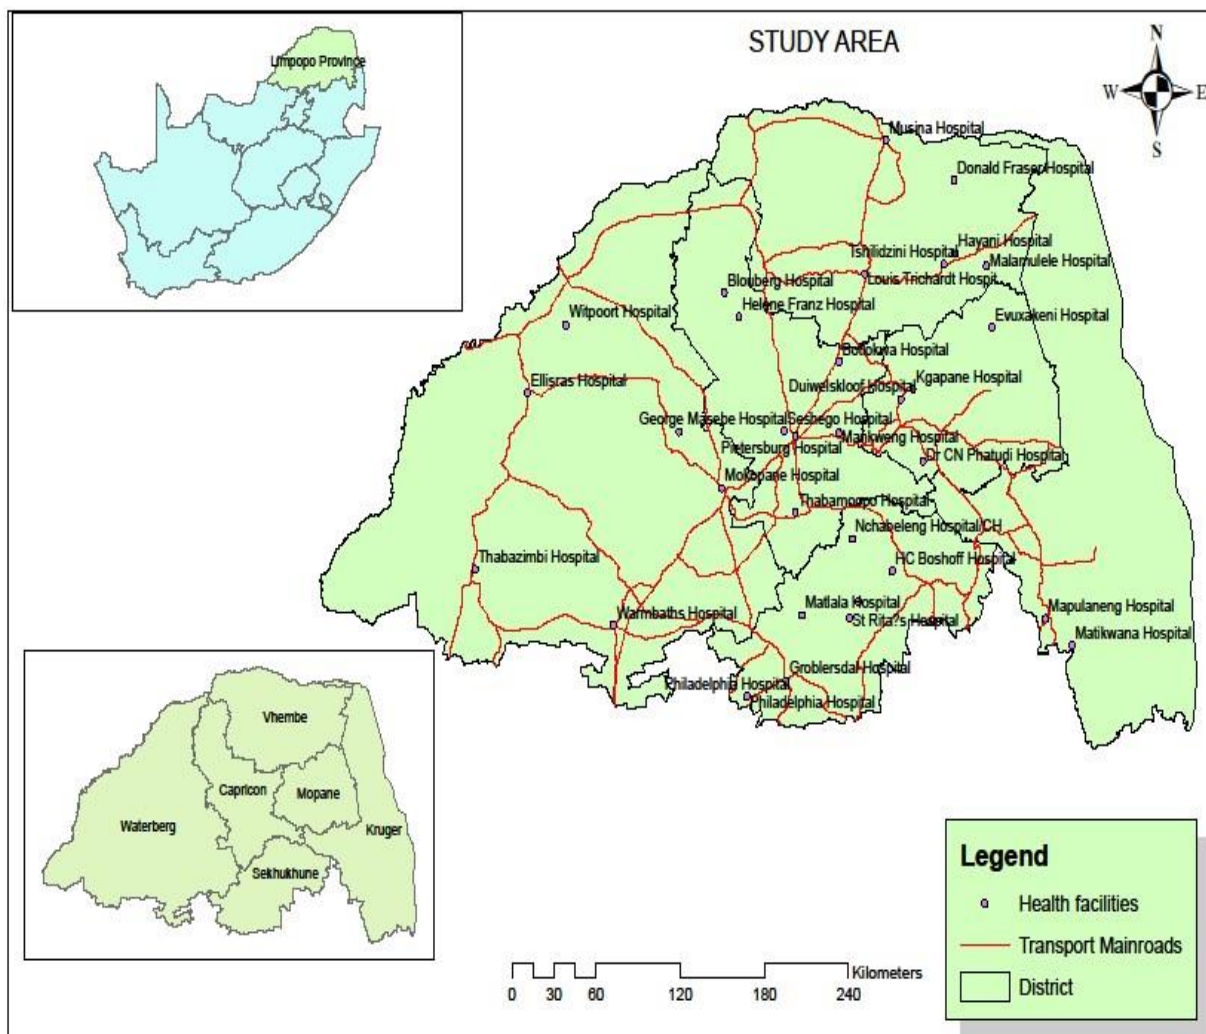 STUDY AREA
N
W
E
S
Limpopo Province
Musina Hospital
Donald Fraser Hospital
Hayani Hospital
Tshilidzini Hospital
Malamulele Hospital
Louis Trichardt Hospit
Blouberg Hospital
Helene Franz Hospital
Evuxakeni Hospital
Witpoort Hospital
Botlokwa Hospital
Kgapane Hospital
Duiwelskloof Hospital
Ellisras Hospital
George Masebe Hospital
Seshego Hospital
Mankweng Hospital
Pietersburg Hospital
Dr CN Phatudi Hospital
Mokopane Hospital
Thabamoopo Hospital
Nchabeleng Hospital/CH
HC Boshoff Hospital
Thabazimbi Hospital
Matlala Hospital
Mapulaneng Hospital
Warmbaths Hospital
St Rita?s Hospital
Matikwana Hospital
Groblersdal Hospital
Philadelphia Hospital
Philadelphia Hospital
Vhembe
Capricon
Mopane
Waterberg
Kruger
Sekhukhune
Legend
Health facilities
Transport Mainroads
District
Kilometers
0 30 60 120 180 240